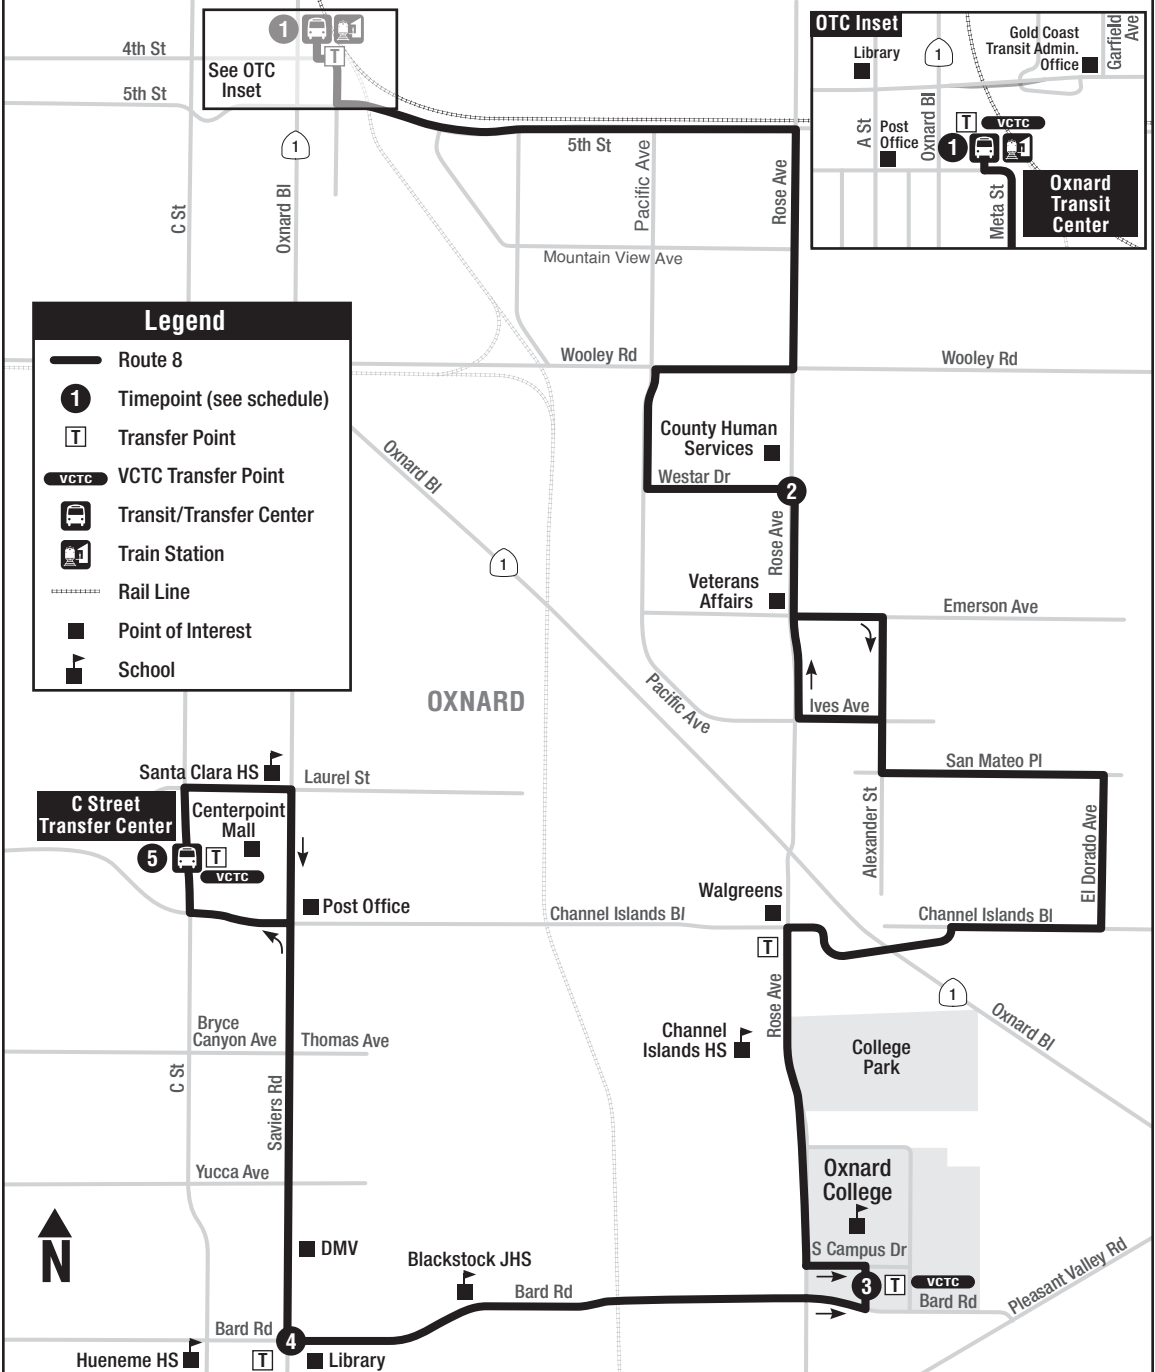 1
T
See OTC
Inset
4th St
5th St
1
C St
Oxnard Bl
5th St
Pacific Ave
Rose Ave
Mountain View Ave
Wooley Rd
Wooley Rd
OTC Inset
Library
1
Gold Coast
Transit Admin.
Office
Garfield
Ave
A St
Post
Office
Oxnard Bl
T
VCTC
1
Meta St
Oxnard
Transit
Center
Legend
Route 8
1
Timepoint (see schedule)
T
Transfer Point
VCTC
VCTC Transfer Point
Transit/Transfer Center
Train Station
Rail Line
Point of Interest
School
Oxnard Bl
1
County Human
Services
Westar Dr
2
Rose Ave
Veterans
Affairs
Emerson Ave
Ives Ave
Pacific Ave
OXNARD
San Mateo Pl
Alexander St
El Dorado Ave
Santa Clara HS
Laurel St
C Street
Transfer Center
Centerpoint
Mall
5
T
VCTC
Post Office
Walgreens
Channel Islands Bl
Channel Islands Bl
T
1
Oxnard Bl
Rose Ave
Channel
Islands HS
College
Park
Bryce
Canyon Ave
Thomas Ave
C St
Saviers Rd
Yucca Ave
Oxnard
College
S Campus Dr
3
T
VCTC
Bard Rd
Pleasant Valley Rd
N
DMV
Blackstock JHS
Bard Rd
Bard Rd
4
Hueneme HS
T
Library